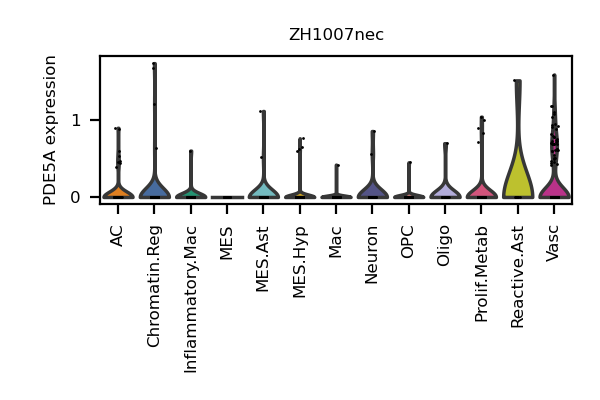 ZH1007nec
PDE5A expression
1
0
AC
Chromatin.Reg
Inflammatory.Mac
MES
MES.Ast
MES.Hyp
Mac
Neuron
OPC
Oligo
Prolif.Metab
Reactive.Ast
Vasc